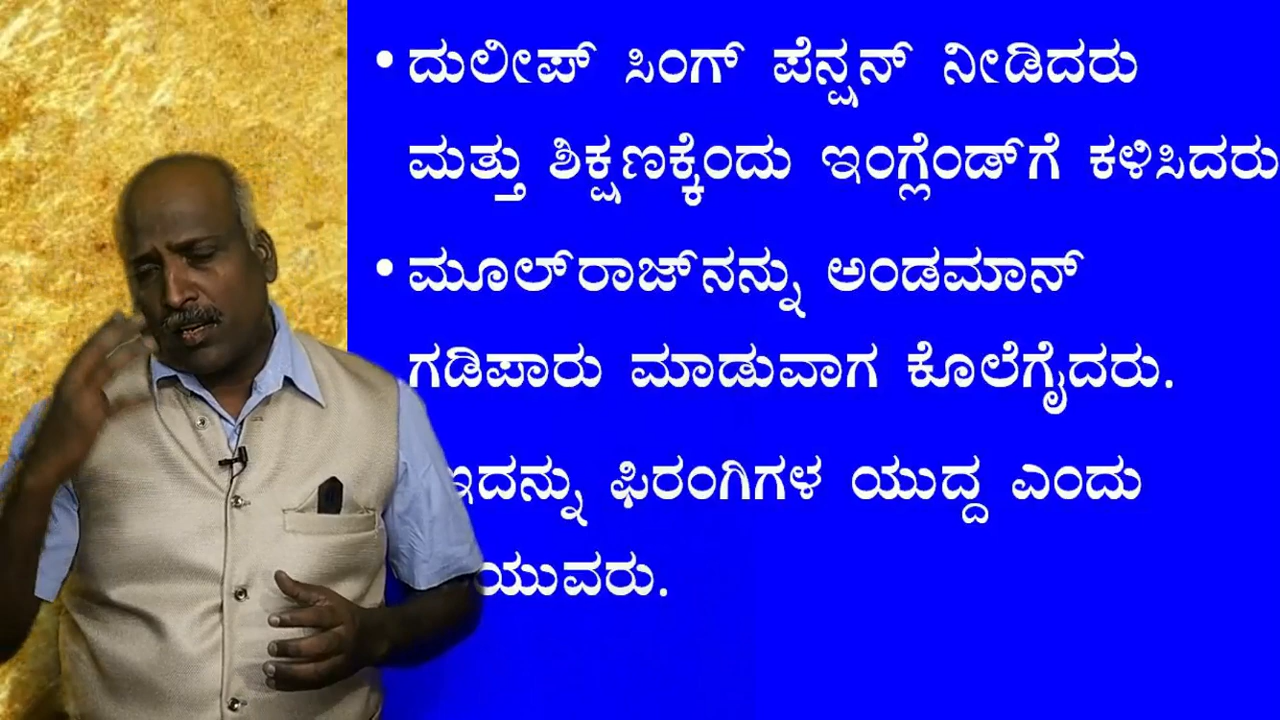 • ದುಲೀಪ್ ಸಿಂಗ್ ಪೆನ್ಷನ್ ನೀಡಿದರು
ಮತ್ತು ಶಿಕ್ಷಣಕ್ಕೆಂದು ಇಂಗ್ಲೆಂಡ್‌ಗೆ ಕಳಿಸಿದರು
• ಮೂಲ್‌ರಾಜ್‌ನನ್ನು ಅಂಡಮಾನ್
ಗಡಿಪಾರು ಮಾಡುವಾಗ ಕೊಲೆಗೈದರು.
ಇದನ್ನು ಫಿರಂಗಿಗಳ ಯುದ್ದ ಎಂದು
ಯುವರು.